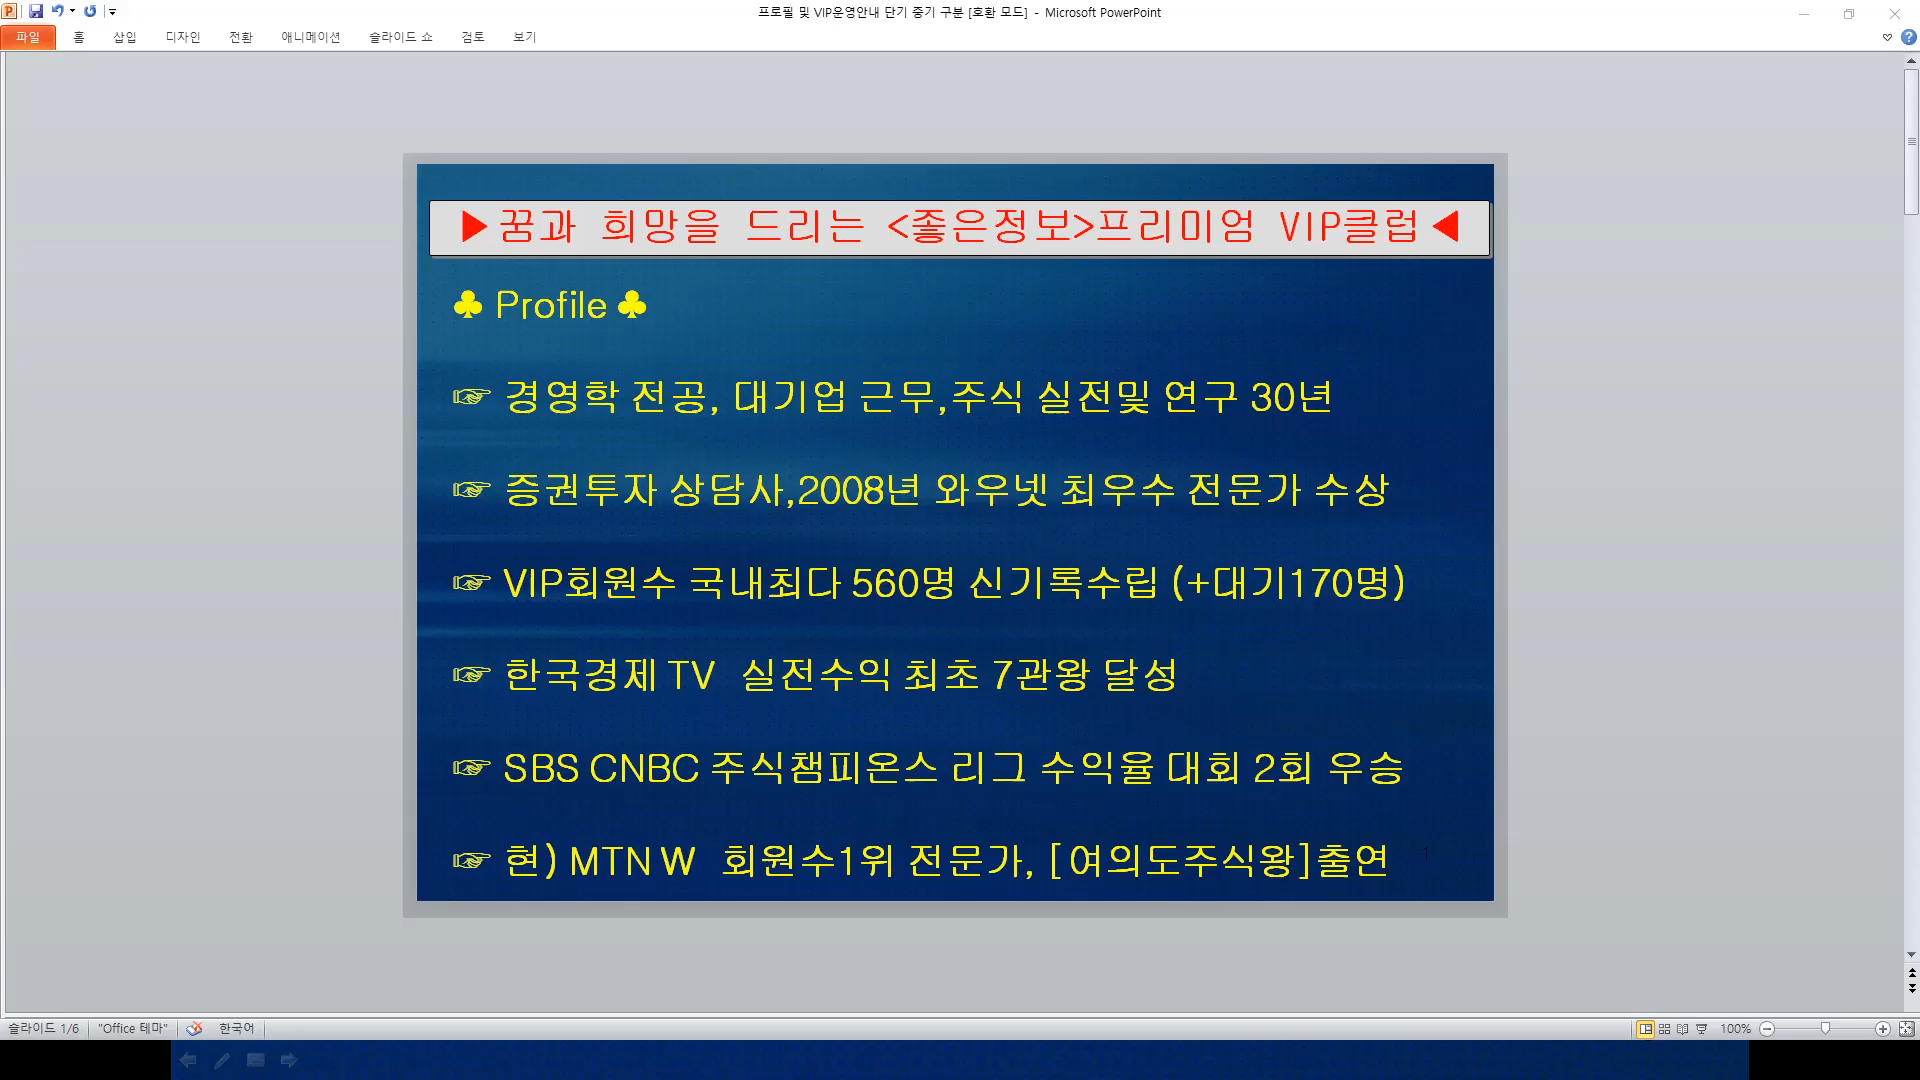 프로필 및 VIP운영안내 단기 중기 구분 [호환 모드] - Microsoft PowerPoint
파일 홈 삽입 디자인 전환 애니메이션 슬라이드 쇼 검토 보기
▶꿈과 희망을 드리는 <좋은정보>프리미엄 VIP클럽◀
♣ Profile ♣
☞ 경영학 전공, 대기업 근무,주식 실전및 연구 30년
☞ 증권투자 상담사,2008년 와우넷 최우수 전문가 수상
☞ VIP회원수 국내최다 560명 신기록수립 (+대기170명)
☞ 한국경제 TV 실전수익 최초 7관왕 달성
☞ SBS CNBC 주식챔피온스 리그 수익율 대회 2회 우승
☞ 현) MTN W 회원수1위 전문가, [여의도주식왕]출연
1
슬라이드 1/6 "Office 테마" 한국어 100%